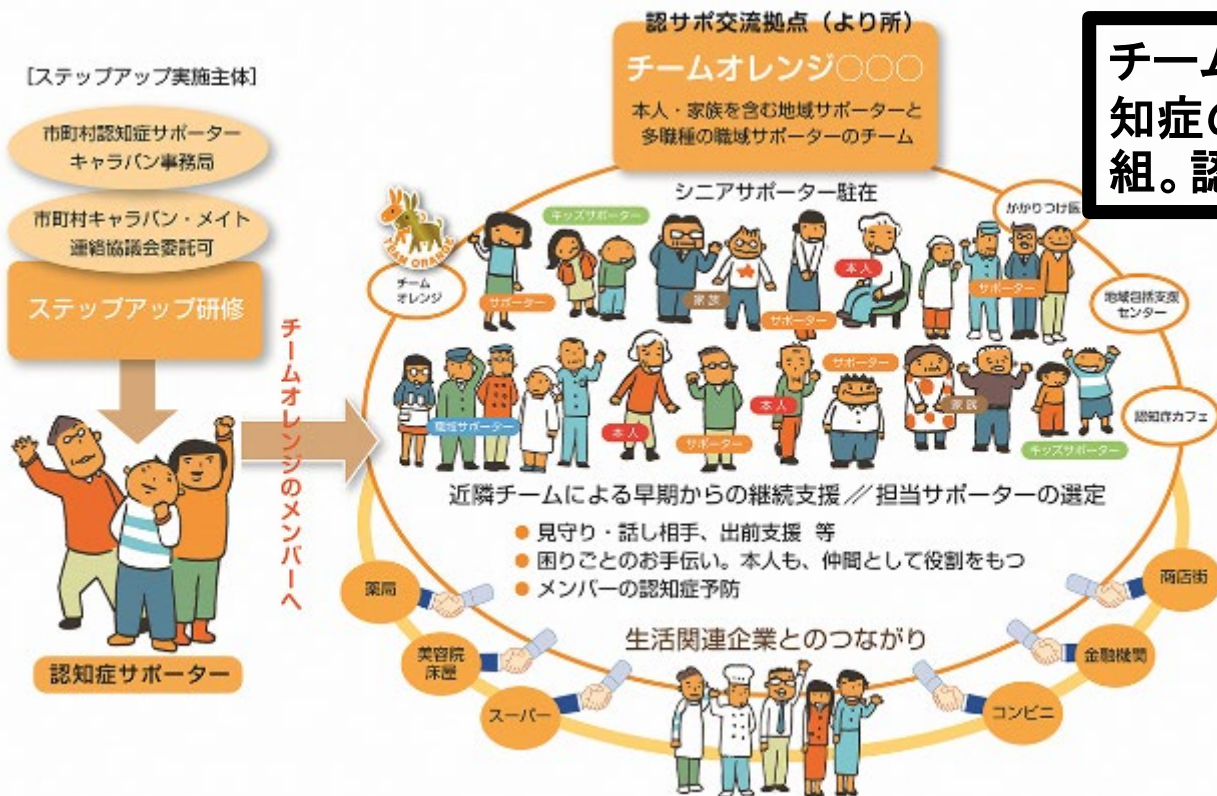 [ステップアップ実施主体]
市町村認知症サポーター
キャラバン事務局
市町村キャラバン・メイト
連絡協議会委託可
ステップアップ研修
認知症サポーター
チームオレンジのメンバーへ
認サポ交流拠点（より所）
チームオレンジ○○○
本人・家族を含む地域サポーターと
多職種の職域サポーターのチーム
シニアサポーター駐在
TEAM ORANGE
チーム
オレンジ
かかりつけ医
地域包括支援
センター
認知症カフェ
サポーター
キッズサポーター
家族
サポーター
本人
サポーター
職域サポーター
本人
サポーター
本人
サポーター
家族
キッズサポーター
近隣チームによる早期からの継続支援／／担当サポーターの選定
● 見守り・話し相手、出前支援 等
● 困りごとのお手伝い。本人も、仲間として役割をもつ
● メンバーの認知症予防
生活関連企業とのつながり
薬局
美容院
床屋
スーパー
コンビニ
金融機関
商店街
チーム
知症の
組。認